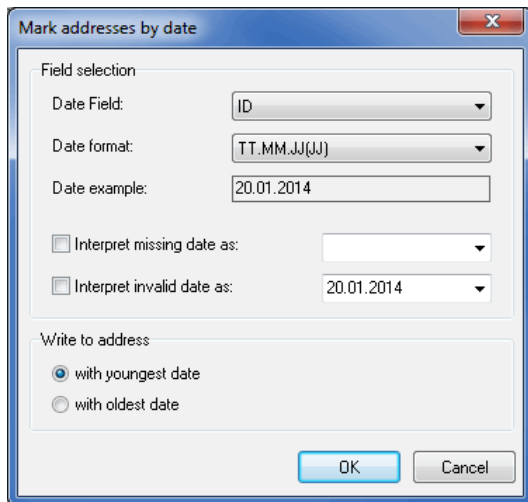 Mark addresses by date
Field selection
Date Field: ID
Date format: TT.MM.JJ(JJ)
Date example: 20.01.2014
Interpret missing date as:
Interpret invalid date as: 20.01.2014
Write to address
with youngest date
with oldest date
OK Cancel